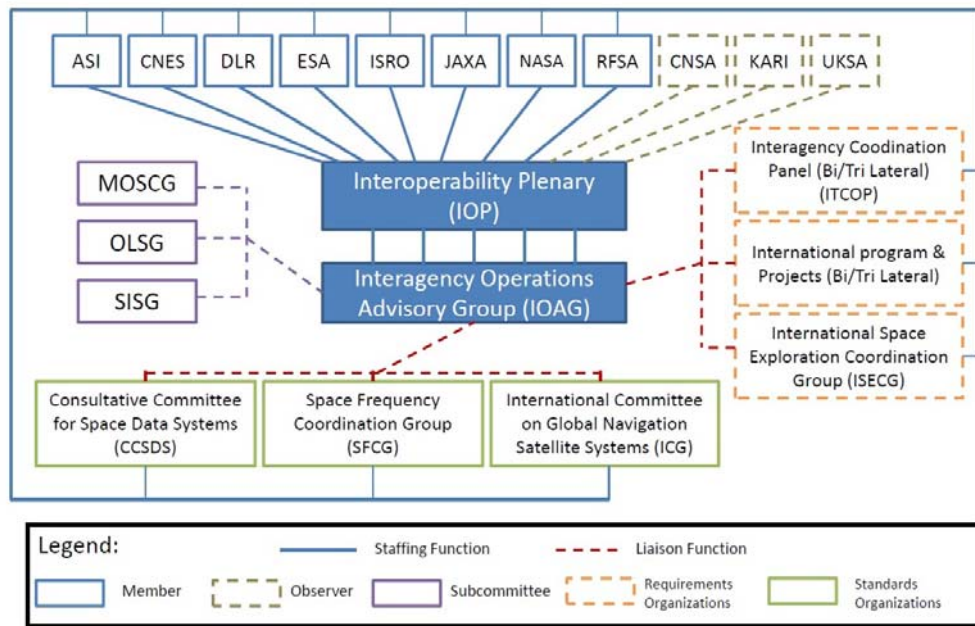 ASI CNES DLR ESA ISRO JAXA NASA RFSA CNSA KARI UKSA
Interoperability Plenary
(IOP)
Interagency Operations
Advisory Group (IOAG)
MOSCG
OLSG
SISG
Interagency Coodination
Panel (Bi/Tri Lateral)
(ITCOP)
International program &
Projects (Bi/Tri Lateral)
International Space
Exploration Coordination
Group (ISECG)
Consultative Committee
for Space Data Systems
(CCSDS)
Space Frequency
Coordination Group
(SFCG)
International Committee
on Global Navigation
Satellite Systems (ICG)
Legend:
Staffing Function
Liaison Function
Member
Observer
Subcommittee
Requirements
Organizations
Standards
Organizations